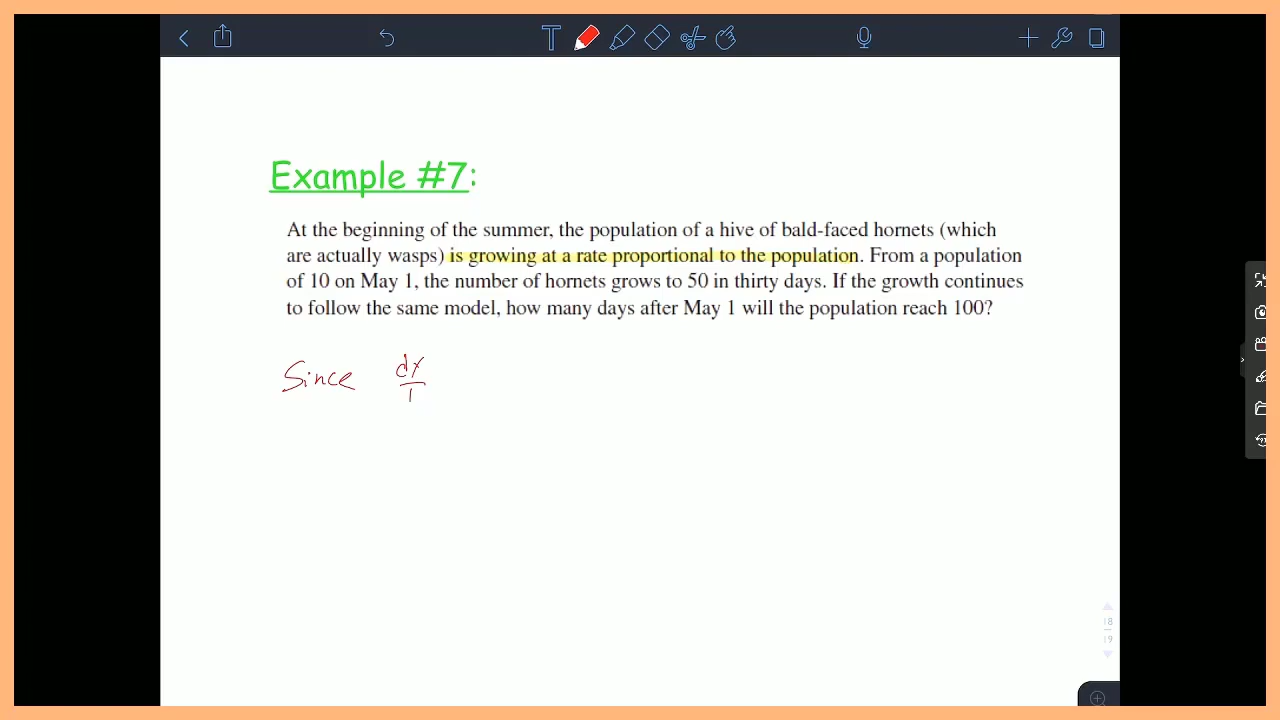 T
Example #7:
At the beginning of the summer, the population of a hive of bald-faced hornets (which
are actually wasps) is growing at a rate proportional to the population. From a population
of 10 on May 1, the number of hornets grows to 50 in thirty days. If the growth continues
to follow the same model, how many days after May 1 will the population reach 100?
Since dy
18
19